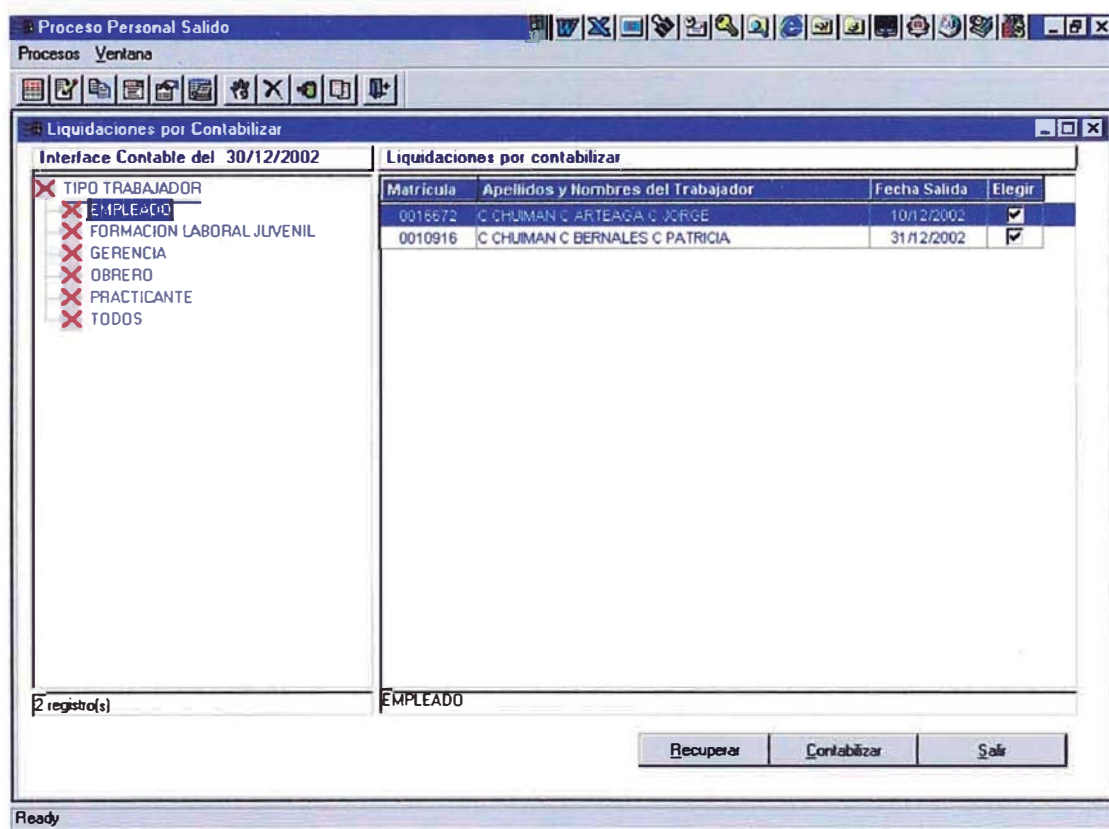 Proceso Personal Salido
Procesos Ventana
Liquidaciones por Contabilizar
Interface Contable del 30/12/2002
Liquidaciones por contabilizar
TIPO TRABAJADOR
EMPLEADO
FORMACION LABORAL JUVENIL
GERENCIA
OBRERO
PRACTICANTE
TODOS
Matrícula Apellidos y Nombres del Trabajador Fecha Salida Elegir
0016672 C CHUIMAN C ARTEAGA C JORGE 10/12/2002
0010916 C CHUIMAN C BERNALES C PATRICIA 31/12/2002
2 registro(s)
EMPLEADO
Recuperar Contabilizar Salir
Ready